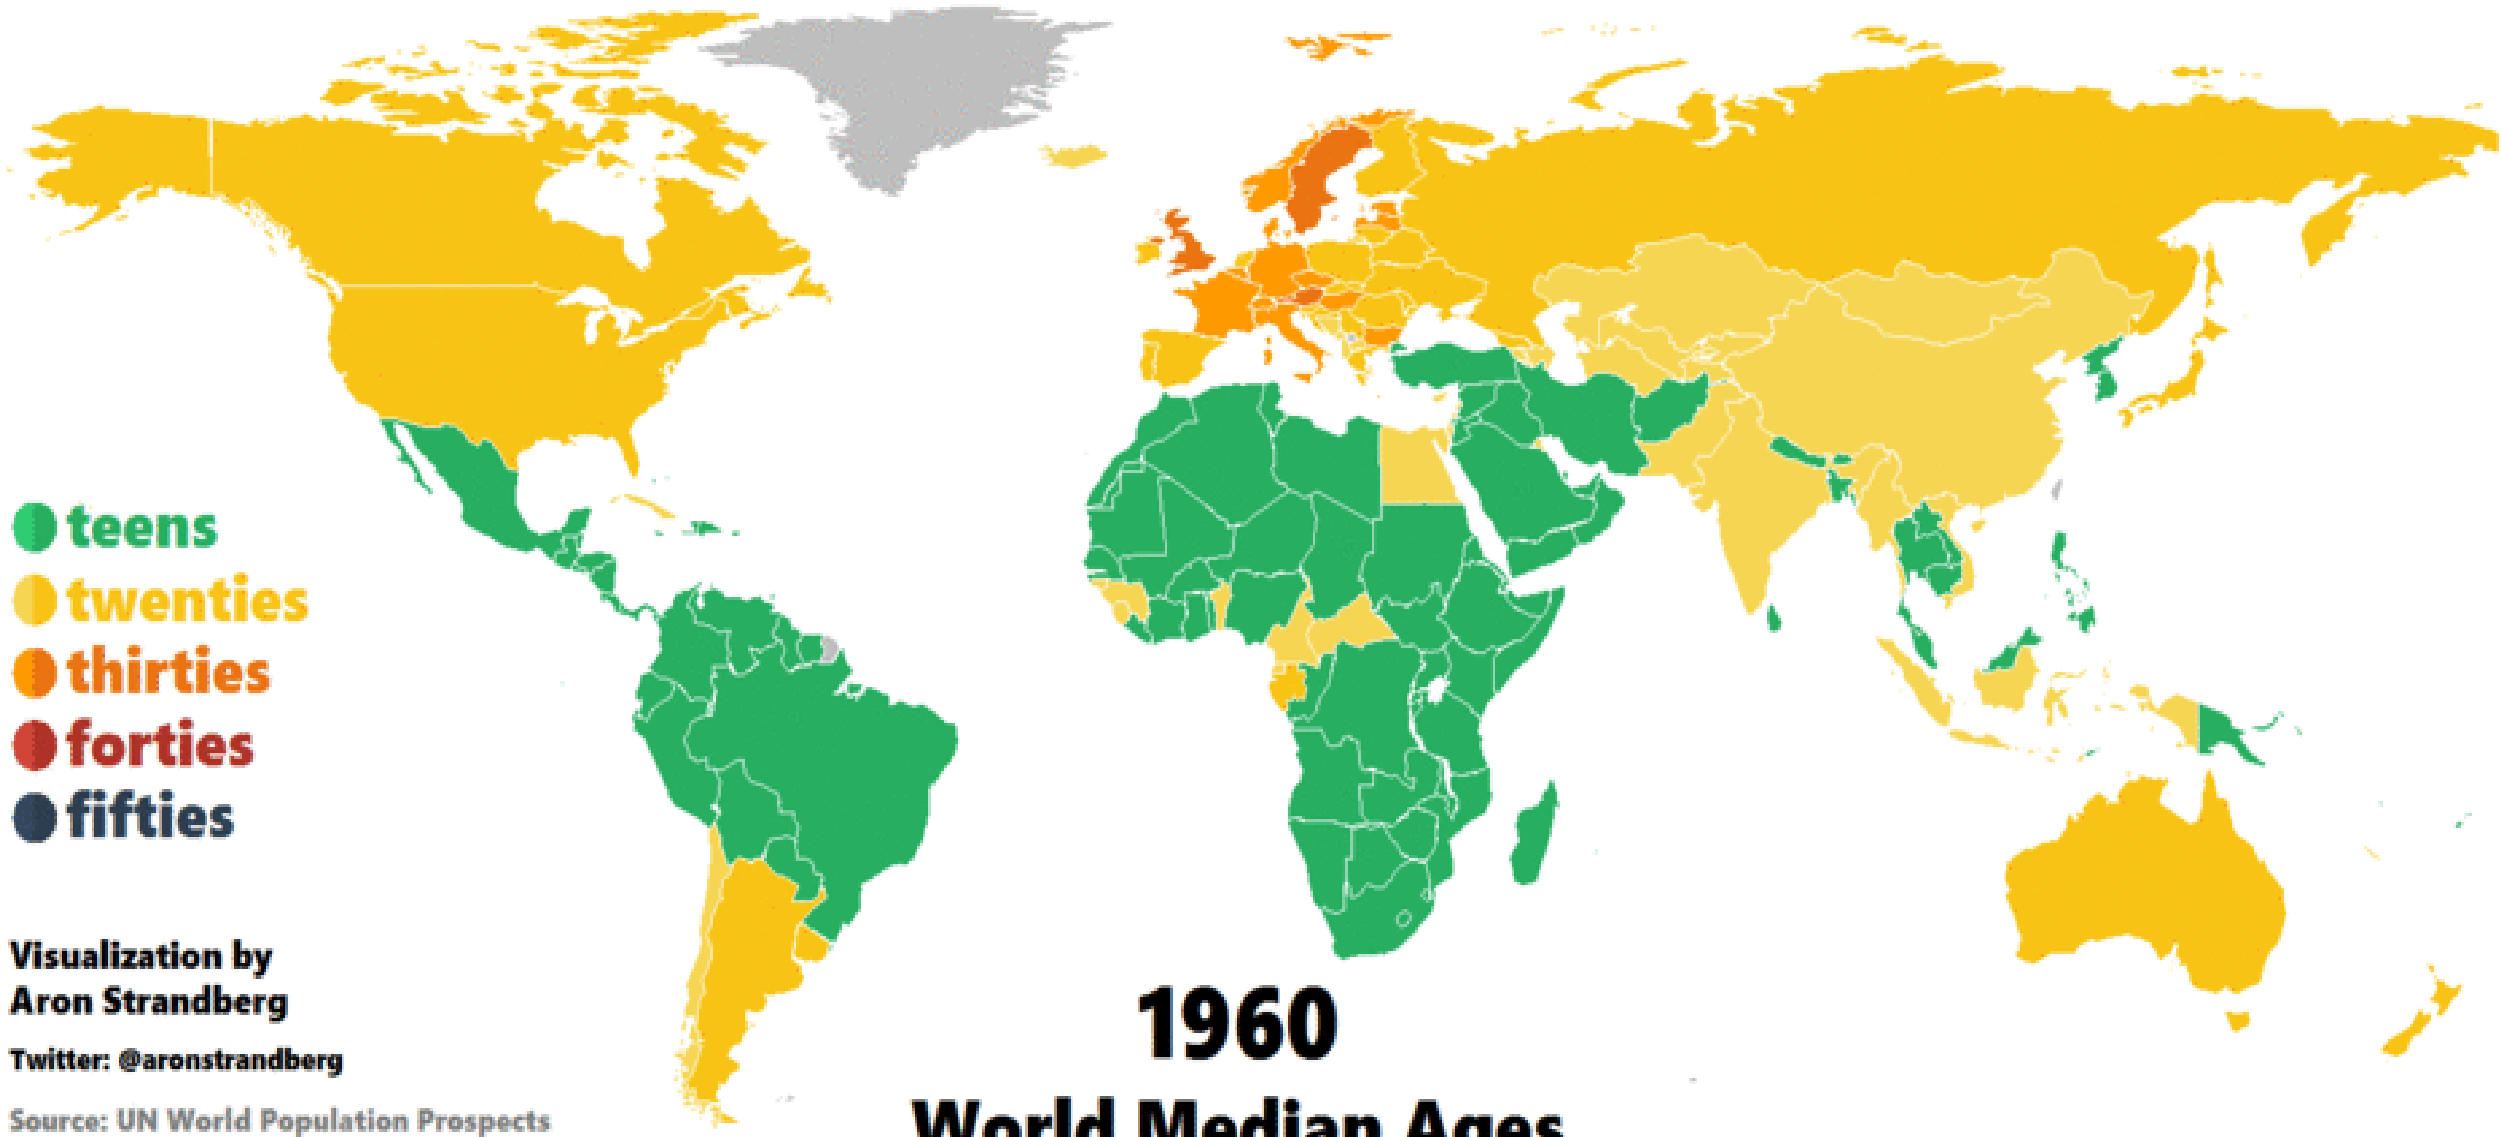 teens
twenties
thirties
forties
fifties
Visualization by
Aron Strandberg
Twitter: @aronstrandberg
Source: UN World Population Prospects
1960
World Median Ages